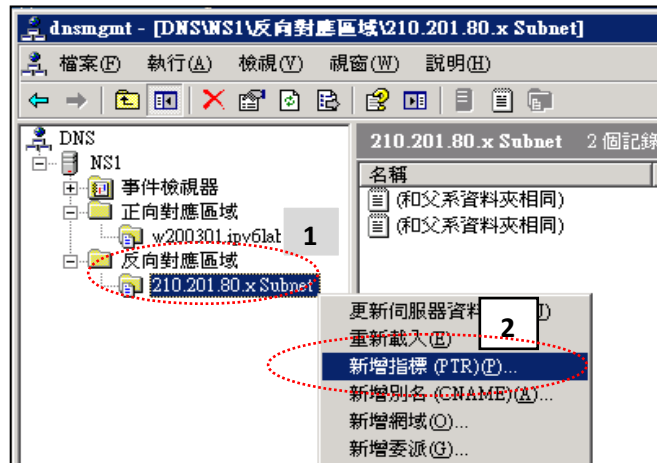 dnsmgmt - [DNS\NS1\反向對應區域\210.201.80.x Subnet]
檔案(F) 執行(A) 檢視(V) 視窗(W) 說明(H)
DNS
NS1
事件檢視器
正向對應區域
w200301.ipv6lab
反向對應區域
210.201.80.x Subnet
1
210.201.80.x Subnet 2 個記錄
名稱
(和父系資料夾相同)
(和父系資料夾相同)
更新伺服器資料
2
重新載入(E)
新增指標 (PTR)(P)...
新增別名 (CNAME)(A)...
新增網域(O)...
新增委派(G)...